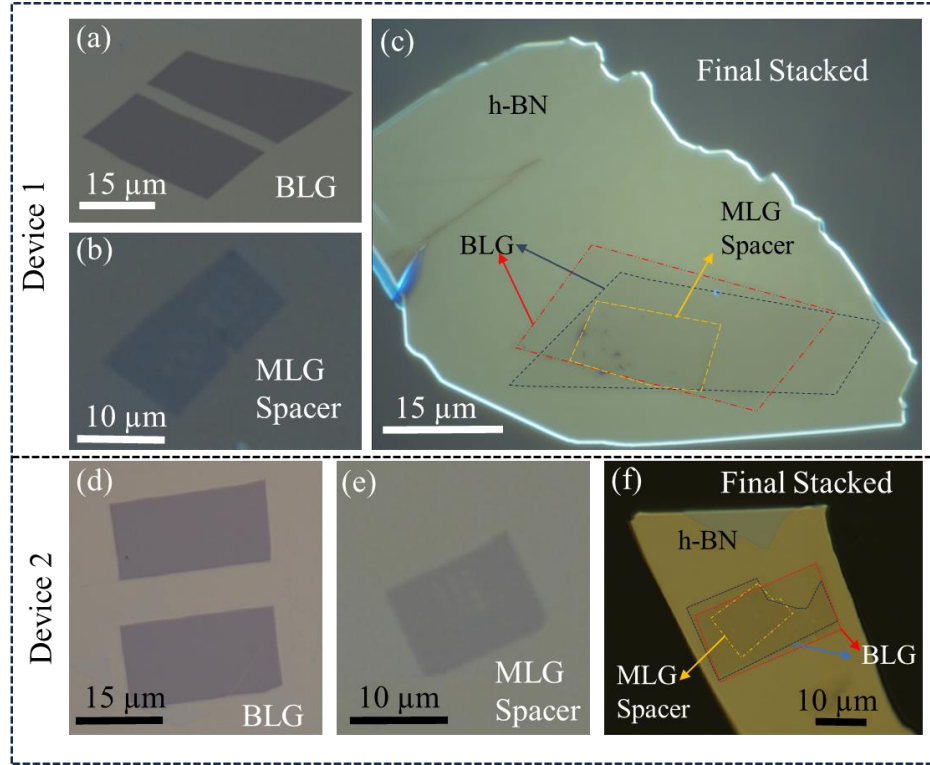 Device 1
(a)
15 µm
BLG
(b)
MLG
Spacer
10 µm
(c)
Final Stacked
h-BN
BLG
MLG
Spacer
15 µm
Device 2
(d)
15 µm
BLG
(e)
MLG
Spacer
10 µm
(f)
Final Stacked
h-BN
MLG
Spacer
BLG
10 µm